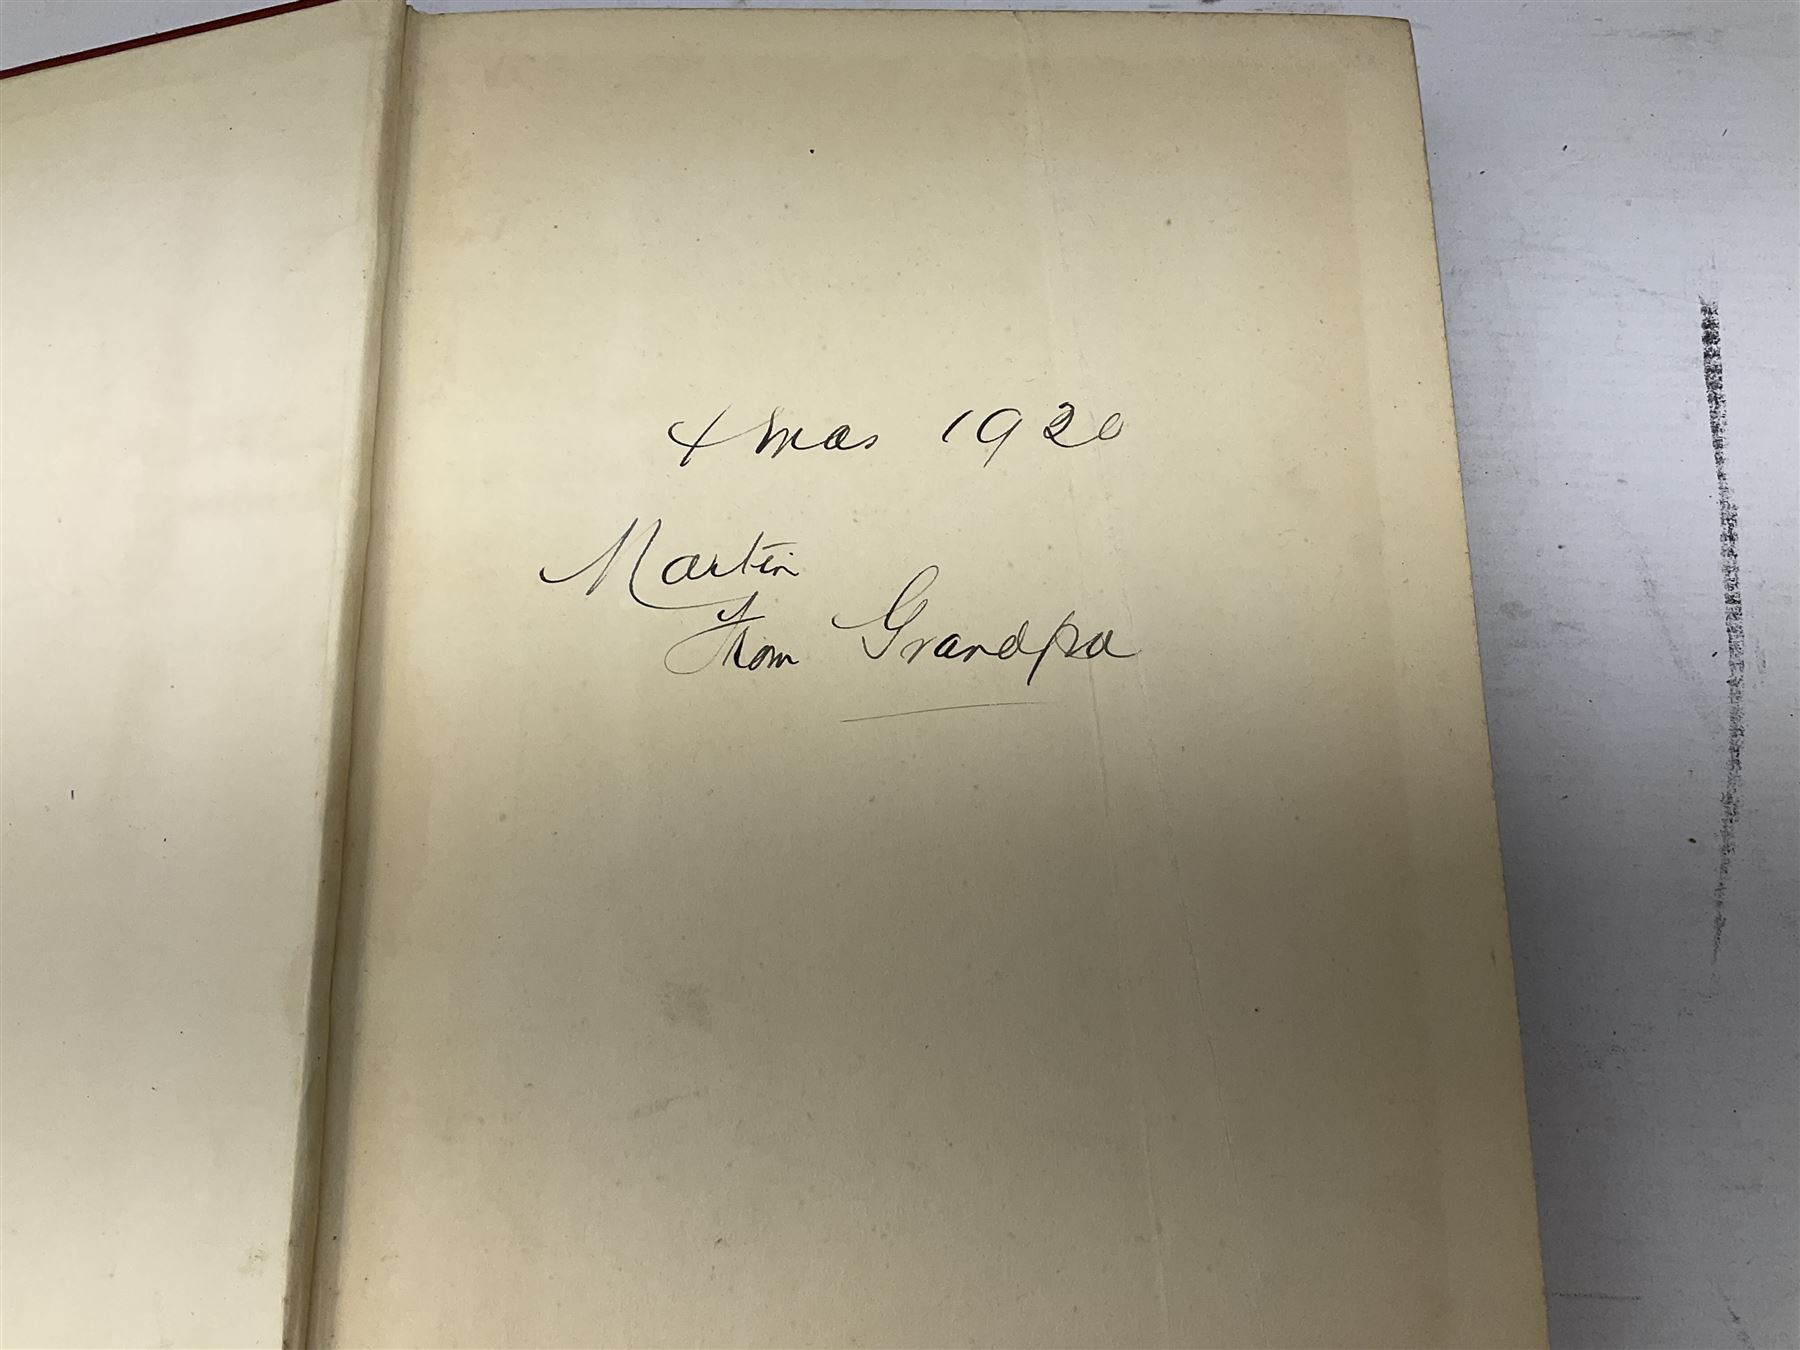 Xmas 1920
Martin
from Grandpa